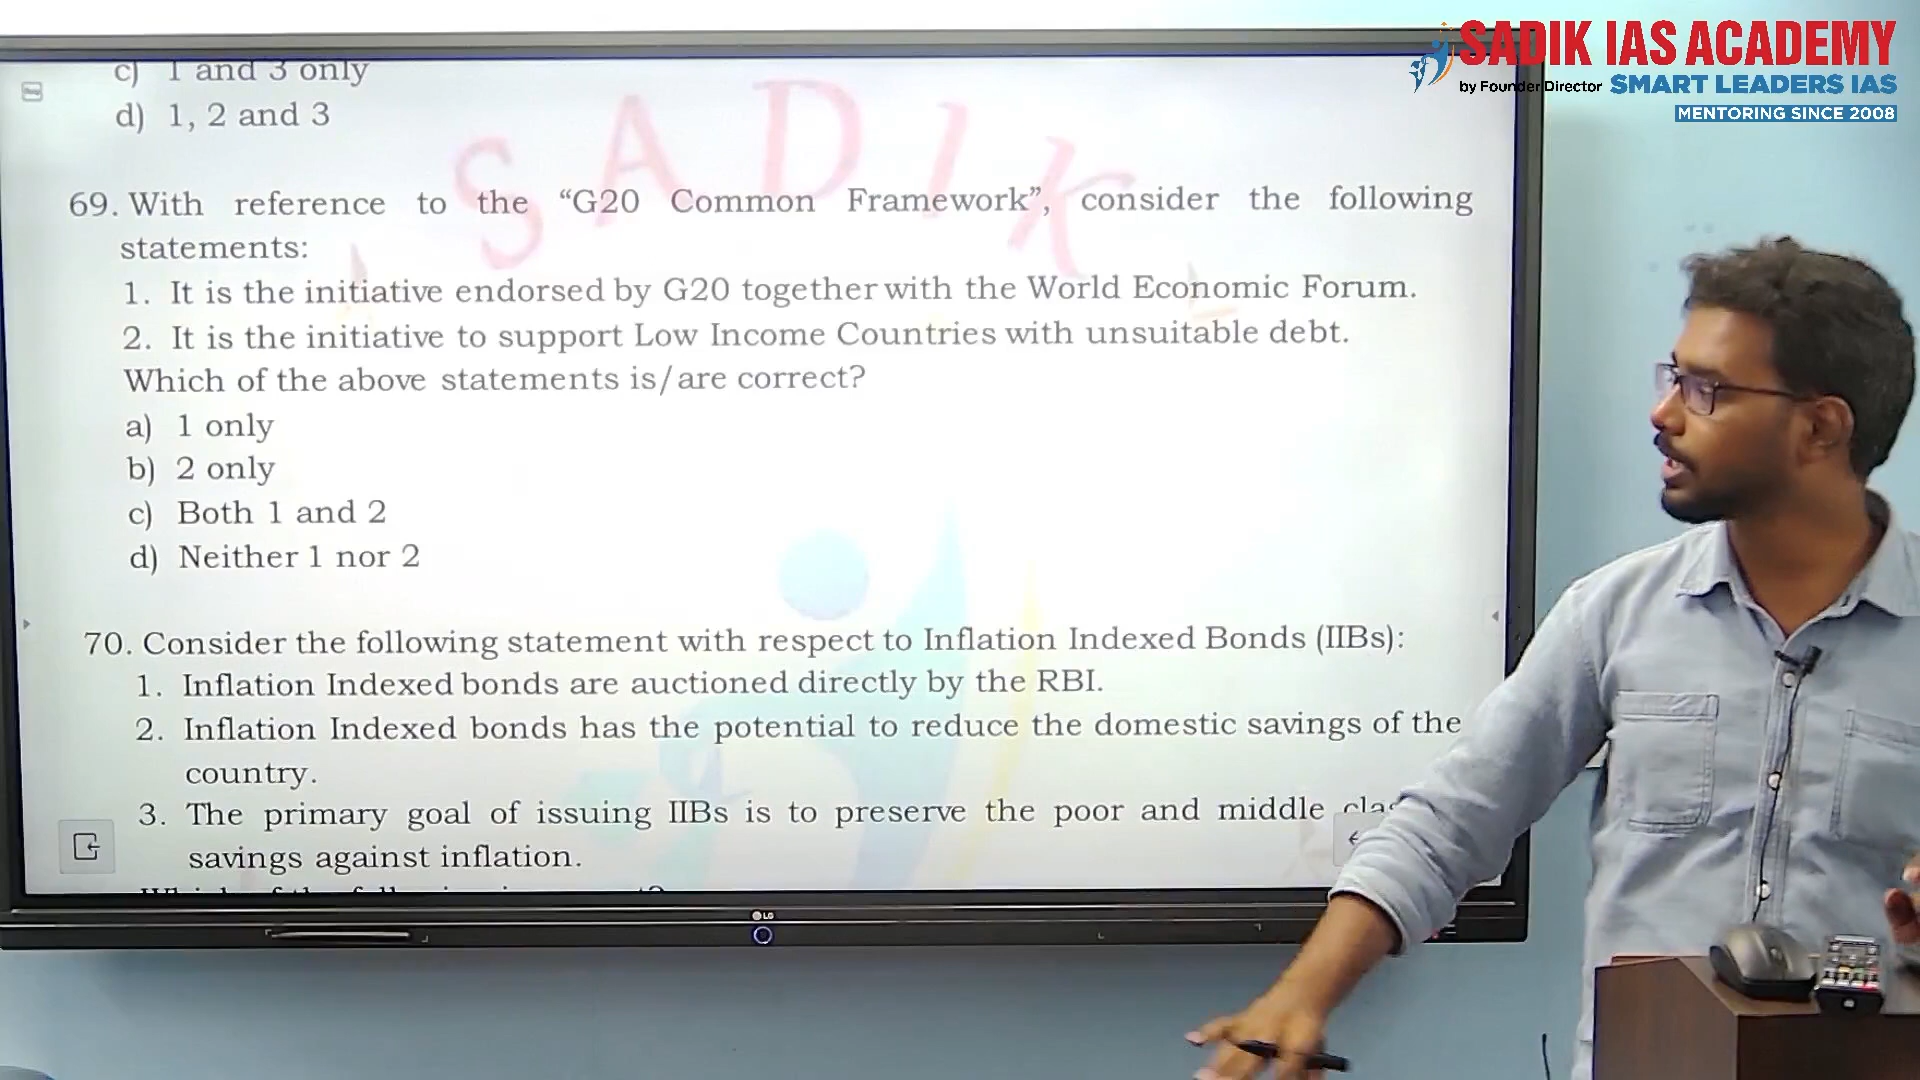 SADIK IAS ACADEMY
by Founder Director SMART LEADERS IAS
MENTORING SINCE 2008
c) 1 and 3 only
d) 1, 2 and 3
SADIK
69. With reference to the “G20 Common Framework”, consider the following
statements:
1. It is the initiative endorsed by G20 together with the World Economic Forum.
2. It is the initiative to support Low Income Countries with unsuitable debt.
Which of the above statements is/are correct?
a) 1 only
b) 2 only
c) Both 1 and 2
d) Neither 1 nor 2
70. Consider the following statement with respect to Inflation Indexed Bonds (IIBs):
1. Inflation Indexed bonds are auctioned directly by the RBI.
2. Inflation Indexed bonds has the potential to reduce the domestic savings of the
country.
3. The primary goal of issuing IIBs is to preserve the poor and middle
savings against inflation.
LG